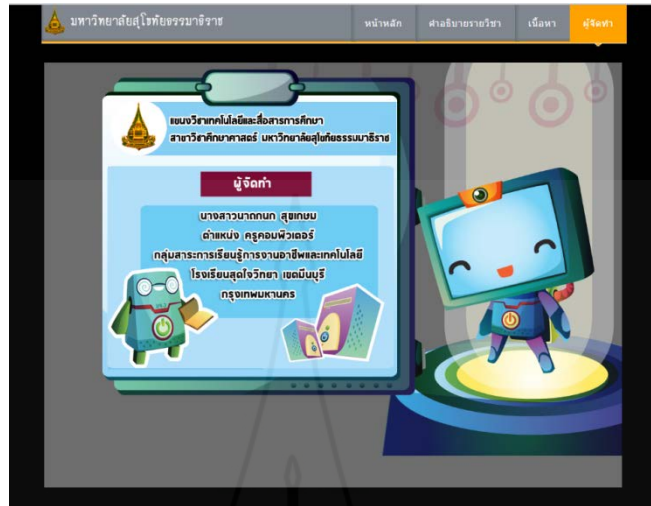 มหาวิทยาลัยสุโขทัยธรรมาธิราช
หน้าหลัก
คำอธิบายรายวิชา
เนื้อหา
ผู้จัดทำ
แขนงวิชาเทคโนโลยีและสื่อสารการศึกษา
สาขาวิชาศึกษาศาสตร์ มหาวิทยาลัยสุโขทัยธรรมมาธิราช
ผู้จัดทำ
นางสาวนาถกนก สุขเกษม
ตำแหน่ง ครูคอมพิวเตอร์
กลุ่มสาระการเรียนรู้การงานอาชีพและเทคโนโลยี
โรงเรียนสุดใจวิทยา เขตมีนบุรี
กรุงเทพมหานคร